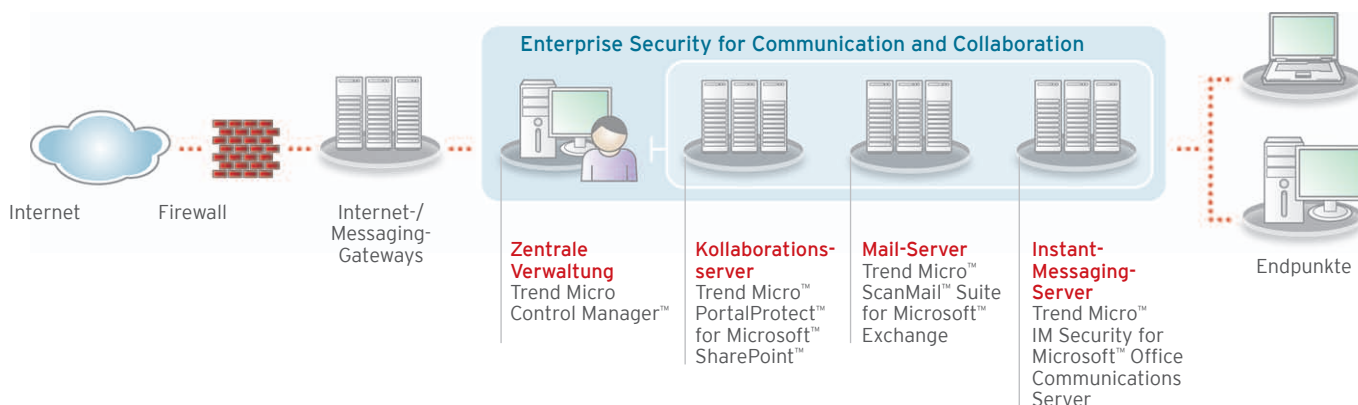 Enterprise Security for Communication and Collaboration
Internet
Firewall
Internet-/
Messaging-
Gateways
Zentrale
Verwaltung
Trend Micro
Control Manager™
Kollaborations-
server
Trend Micro™
PortalProtect™
for Microsoft™
SharePoint™
Mail-Server
Trend Micro™
ScanMail™ Suite
for Microsoft™
Exchange
Instant-
Messaging-
Server
Trend Micro™
IM Security for
Microsoft™ Office
Communications
Server
Endpunkte